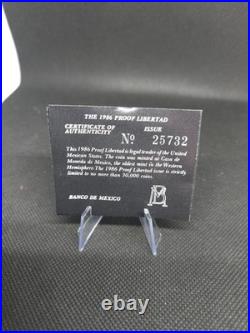 THE 1986 PROOF LIBERTAD
CERTIFICATE OF ISSUE
AUTHENTICITY Nº 25732
This 1986 Proof Libertad is legal tender of the United
Mexican States. The coin was minted at Casa de
Moneda de Mexico, the oldest mint in the Western
Hemisphere. The 1986 Proof Libertad issue is strictly
limited to no more than 30,000 coins.
BANCO DE MEXICO